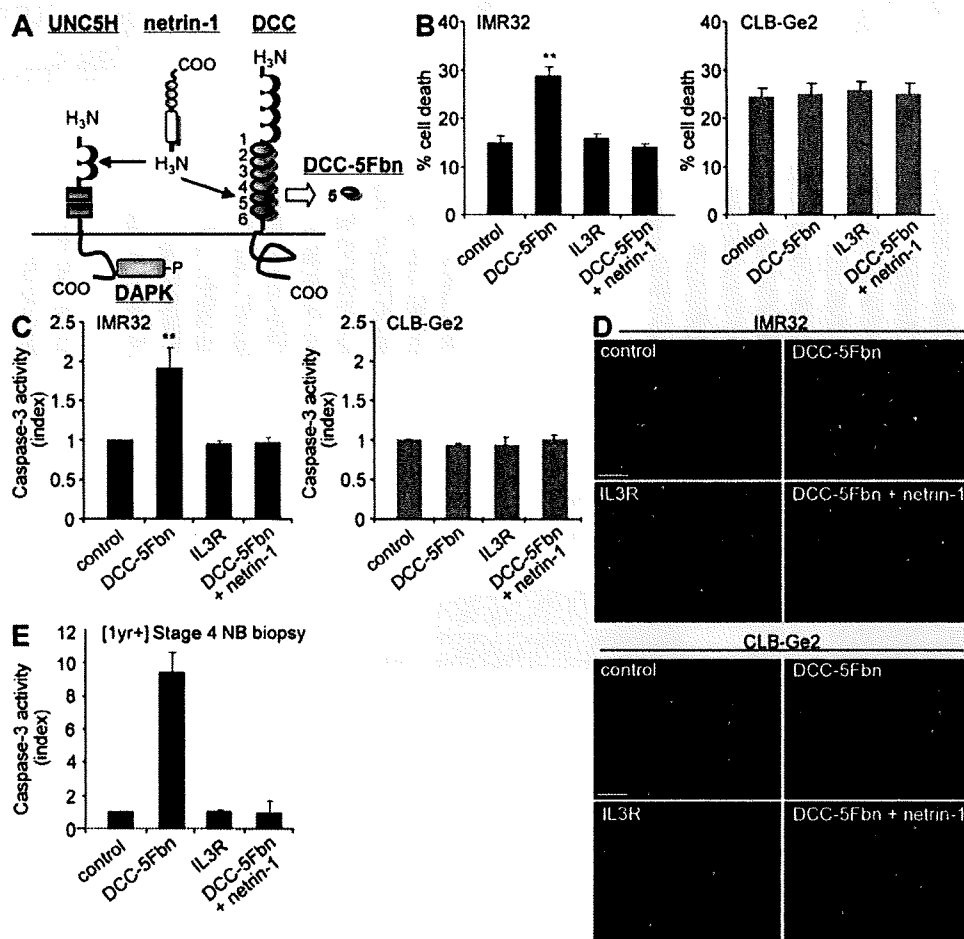 A
UNC5H
netrin-1
DCC
COO
H₃N
H₃N
H₃N
1
2
3
4
5
6
DCC-5Fbn
5
COO
P
DAPK
COO
B
IMR32
% cell death
40
30
20
10
0
**
control
DCC-5Fbn
IL3R
DCC-5Fbn
+ netrin-1
CLB-Ge2
% cell death
40
30
20
10
0
control
DCC-5Fbn
IL3R
DCC-5Fbn
+ netrin-1
C
IMR32
Caspase-3 activity
(index)
2.5
2
1.5
1
0.5
0
**
control
DCC-5Fbn
IL3R
DCC-5Fbn
+ netrin-1
CLB-Ge2
Caspase-3 activity
(index)
2.5
2
1.5
1
0.5
0
control
DCC-5Fbn
IL3R
DCC-5Fbn
+ netrin-1
D
IMR32
control
DCC-5Fbn
IL3R
DCC-5Fbn + netrin-1
CLB-Ge2
control
DCC-5Fbn
IL3R
DCC-5Fbn + netrin-1
E
[1yr+] Stage 4 NB biopsy
Caspase-3 activity
(index)
12
10
8
6
4
2
0
control
DCC-5Fbn
IL3R
DCC-5Fbn
+ netrin-1